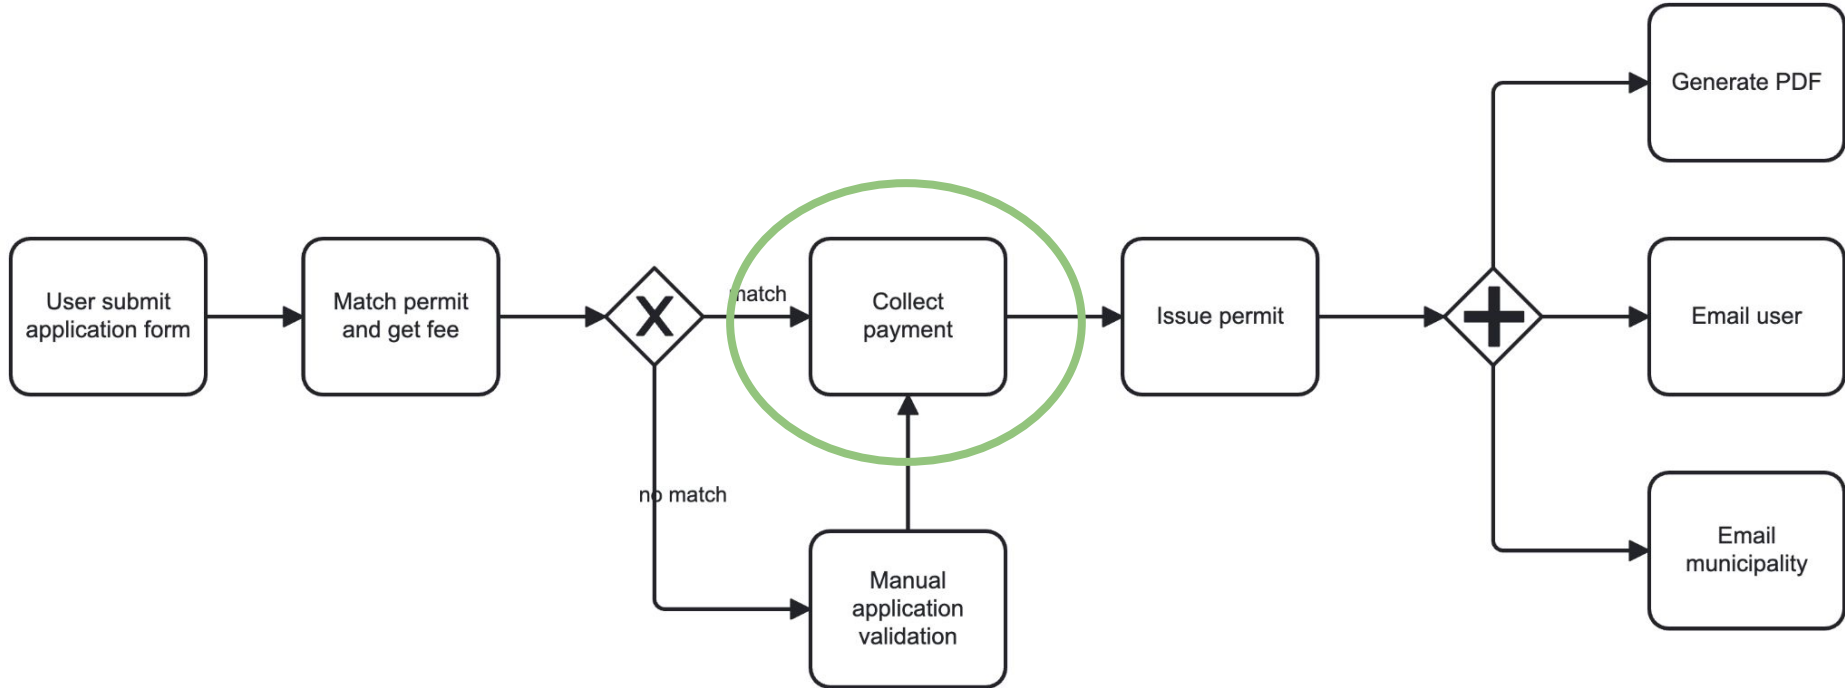 User submit
application form
Match permit
and get fee
X
match
no match
Collect
payment
Manual
application
validation
Issue permit
Generate PDF
Email user
Email
municipality